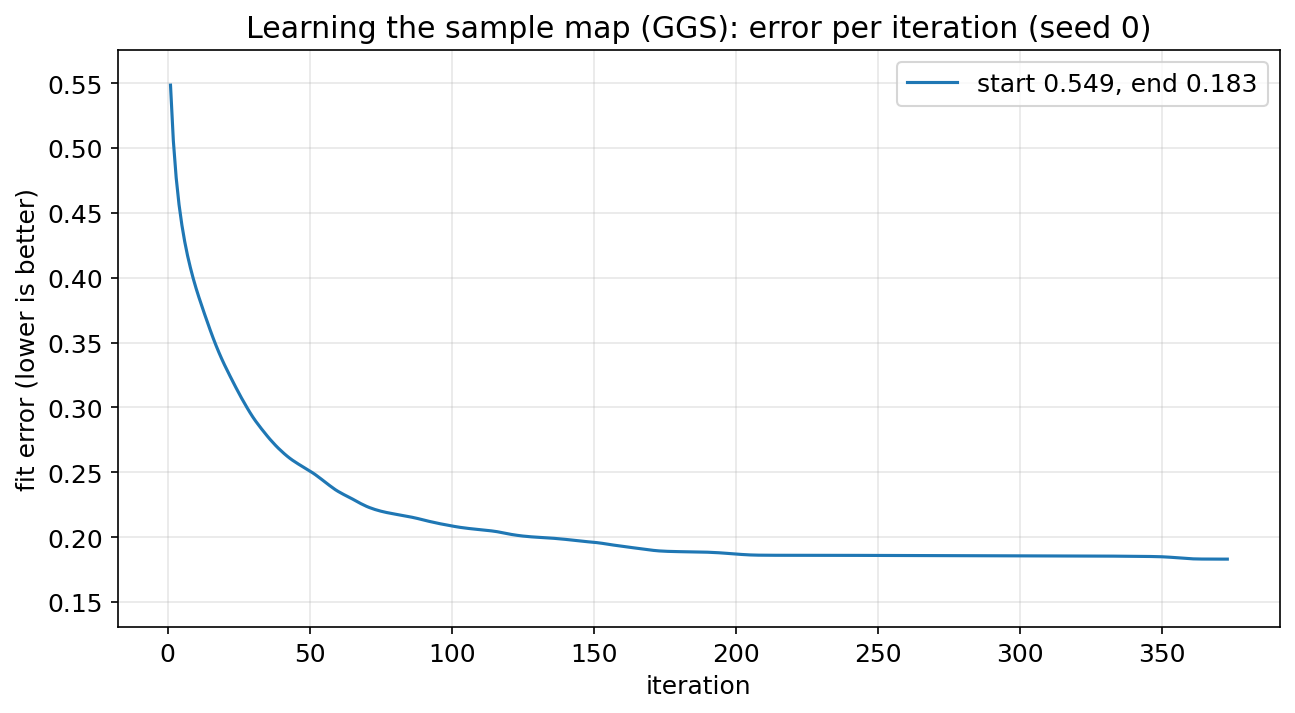 Learning the sample map (GGS): error per iteration (seed 0)
start 0.549, end 0.183
fit error (lower is better)
0.55
0.50
0.45
0.40
0.35
0.30
0.25
0.20
0.15
0 50 100 150 200 250 300 350
iteration